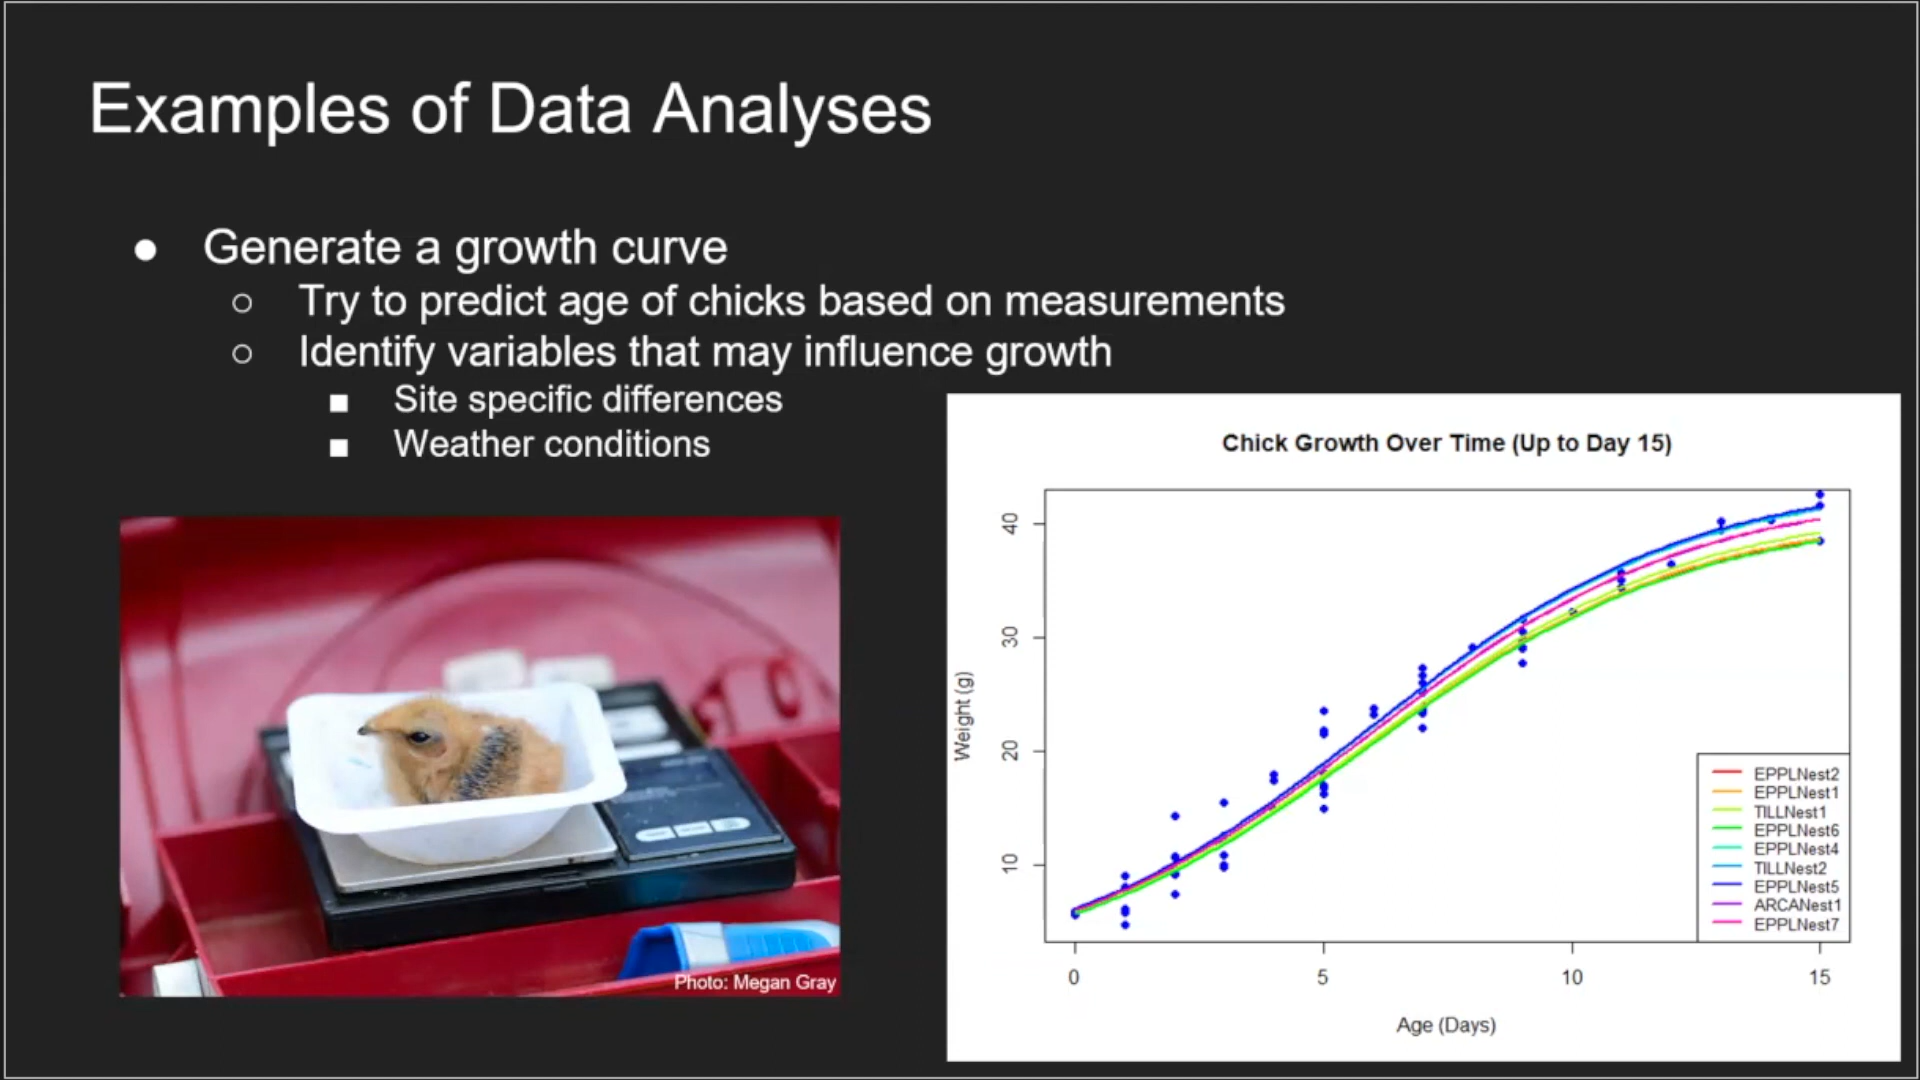 Examples of Data Analyses
● Generate a growth curve
○ Try to predict age of chicks based on measurements
○ Identify variables that may influence growth
■ Site specific differences
■ Weather conditions
Photo: Megan Gray
Chick Growth Over Time (Up to Day 15)
Weight (g)
40
30
20
10
EPPLNest2
EPPLNest1
TILLNest1
EPPLNest6
EPPLNest4
TILLNest2
EPPLNest5
ARCANest1
EPPLNest7
0 5 10 15
Age (Days)